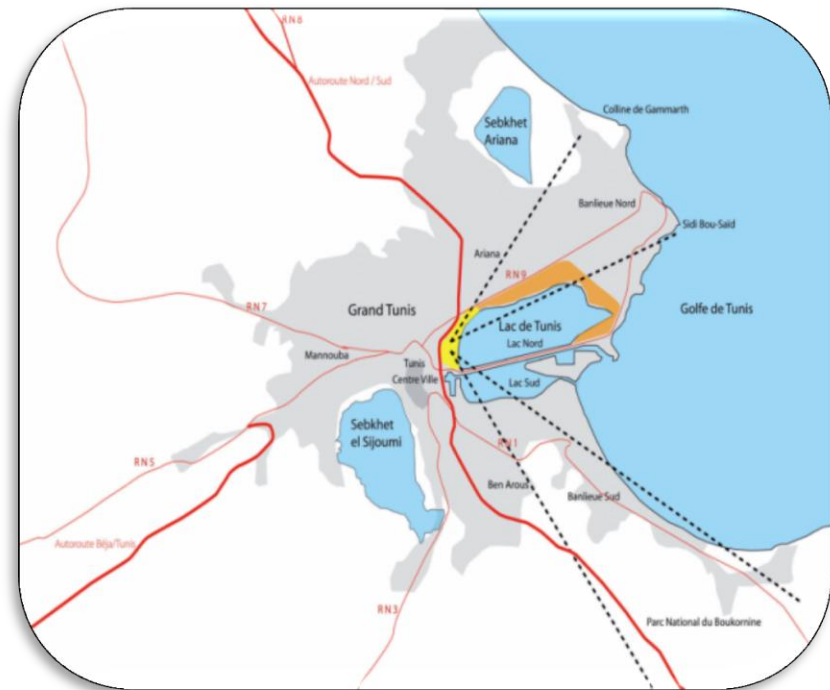 RN8
Autoroute Nord / Sud
Colline de Gammarth
Sebkhet
Ariana
Banlieue Nord
Sidi Bou-Saïd
Ariana
RN9
RN7
Grand Tunis
Lac de Tunis
Golfe de Tunis
Lac Nord
Mannouba
Tunis
Centre Ville
Lac Sud
Sebkhet
el Sijoumi
RN1
RN5
Ben Arous
Banlieue Sud
Autoroute Béja/Tunis
RN3
Parc National du Boukornine